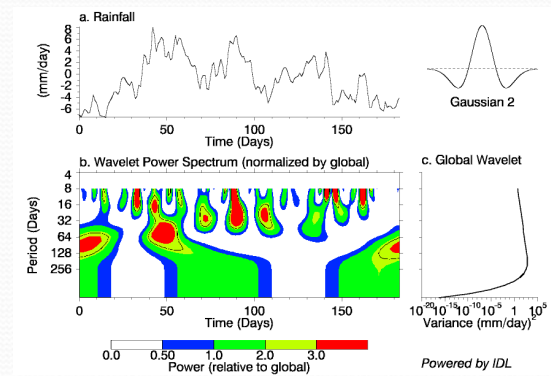 a. Rainfall
(mm/day)
8
6
4
2
0
-2
-4
-6
0 50 100 150
Time (Days)
Gaussian 2
b. Wavelet Power Spectrum (normalized by global)
c. Global Wavelet
Period (Days)
4
8
16
32
64
128
256
0 50 100 150
Time (Days)
10-20 10-15 10-10 10-5 1 10 5
Variance (mm/day)2
0.0 0.50 1.0 2.0 3.0
Power (relative to global)
Powered by IDL